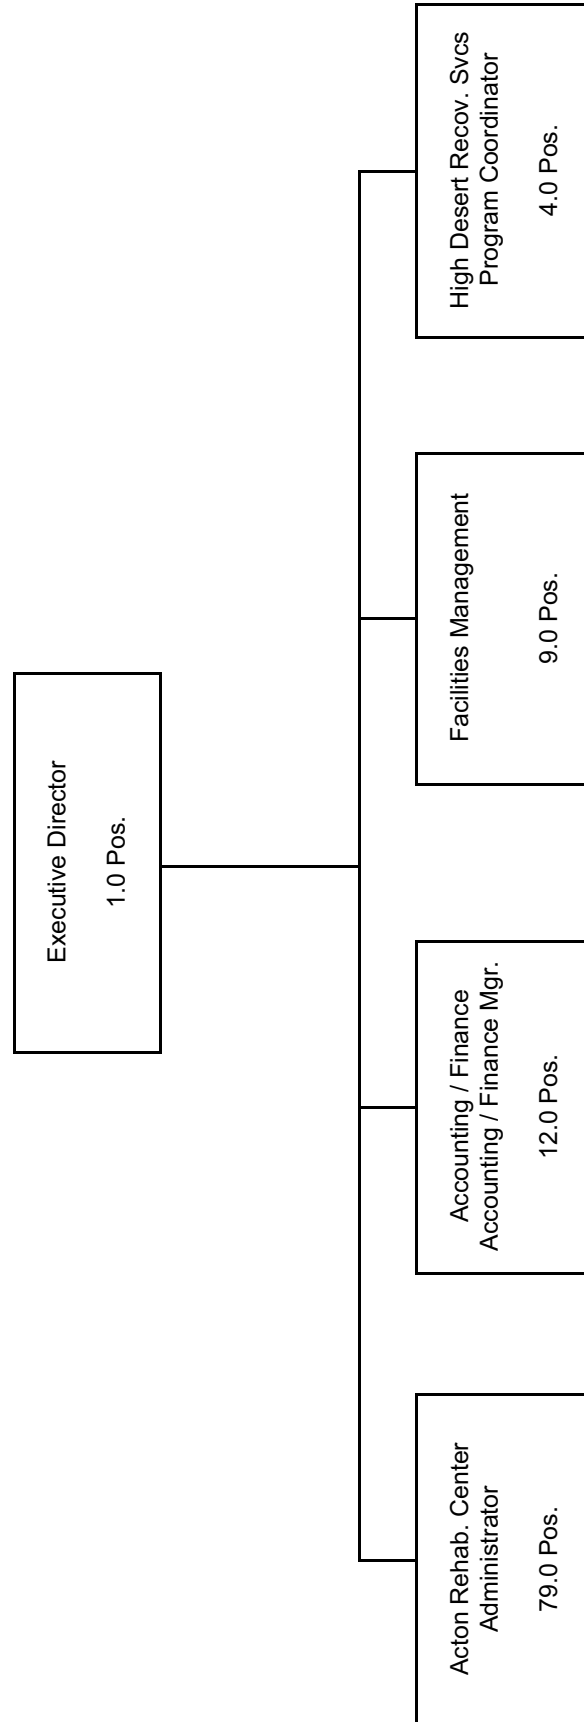 Executive Director
1.0 Pos.
Acton Rehab. Center
Administrator
79.0 Pos.
Accounting / Finance
Accounting / Finance Mgr.
12.0 Pos.
Facilities Management
9.0 Pos.
High Desert Recov. Svcs
Program Coordinator
4.0 Pos.